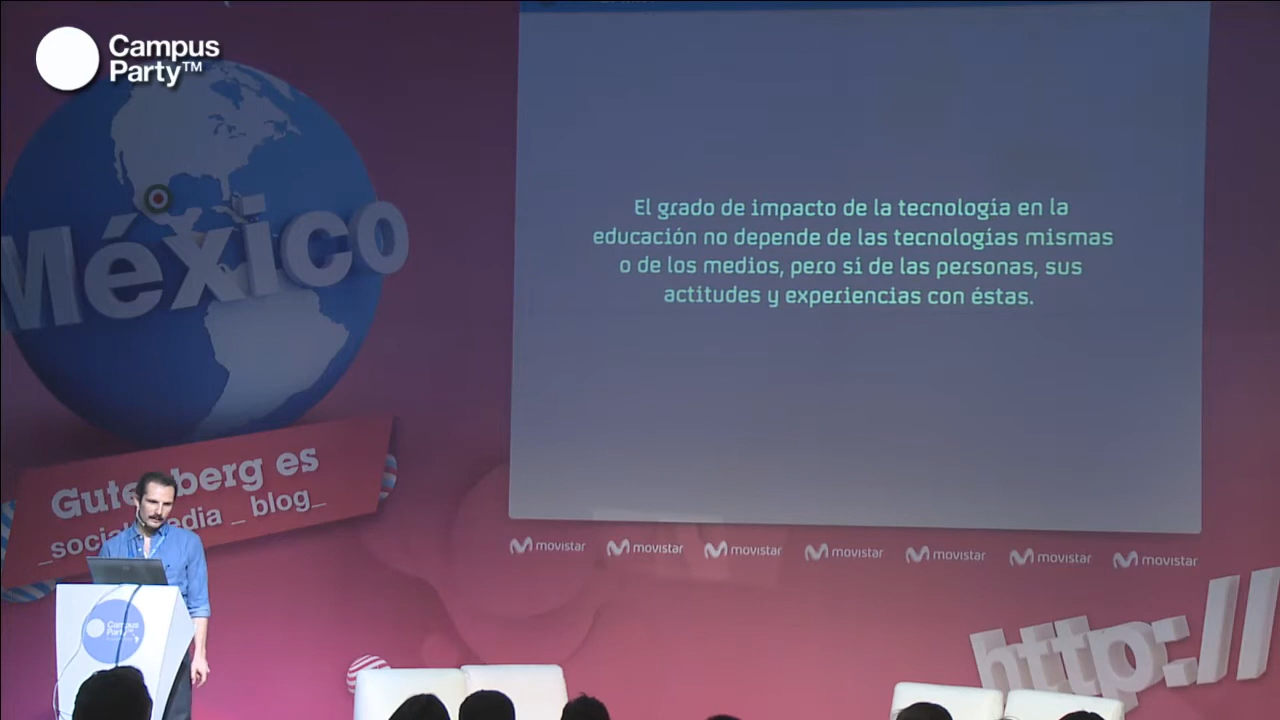 Campus
Party™
México
El grado de impacto de la tecnología en la
educación no depende de las tecnologías mismas
o de los medios, pero sí de las personas, sus
actitudes y experiencias con éstas.
Gutenberg es
_social media _ blog_
movistar movistar movistar movistar movistar movistar movistar
Campus
Party
http://